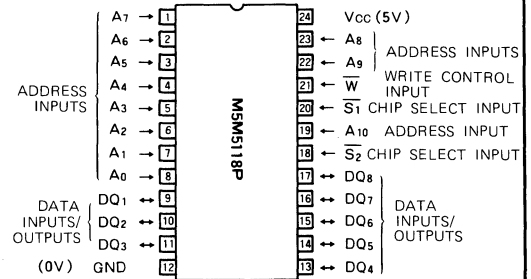 A7 → 1
A6 → 2
A5 → 3
A4 → 4
A3 → 5
A2 → 6
A1 → 7
A0 → 8
ADDRESS
INPUTS
DQ1 ↔ 9
DQ2 ↔ 10
DQ3 ↔ 11
DATA
INPUTS/
OUTPUTS
(0V) GND 12
M5M5118P
24 VCC (5V)
23 ← A8
22 ← A9
ADDRESS INPUTS
21 ← W̅ WRITE CONTROL
INPUT
20 ← S̅1 CHIP SELECT INPUT
19 ← A10 ADDRESS INPUT
18 ← S̅2 CHIP SELECT INPUT
17 ↔ DQ8
16 ↔ DQ7
15 ↔ DQ6
14 ↔ DQ5
13 ↔ DQ4
DATA
INPUTS/
OUTPUTS